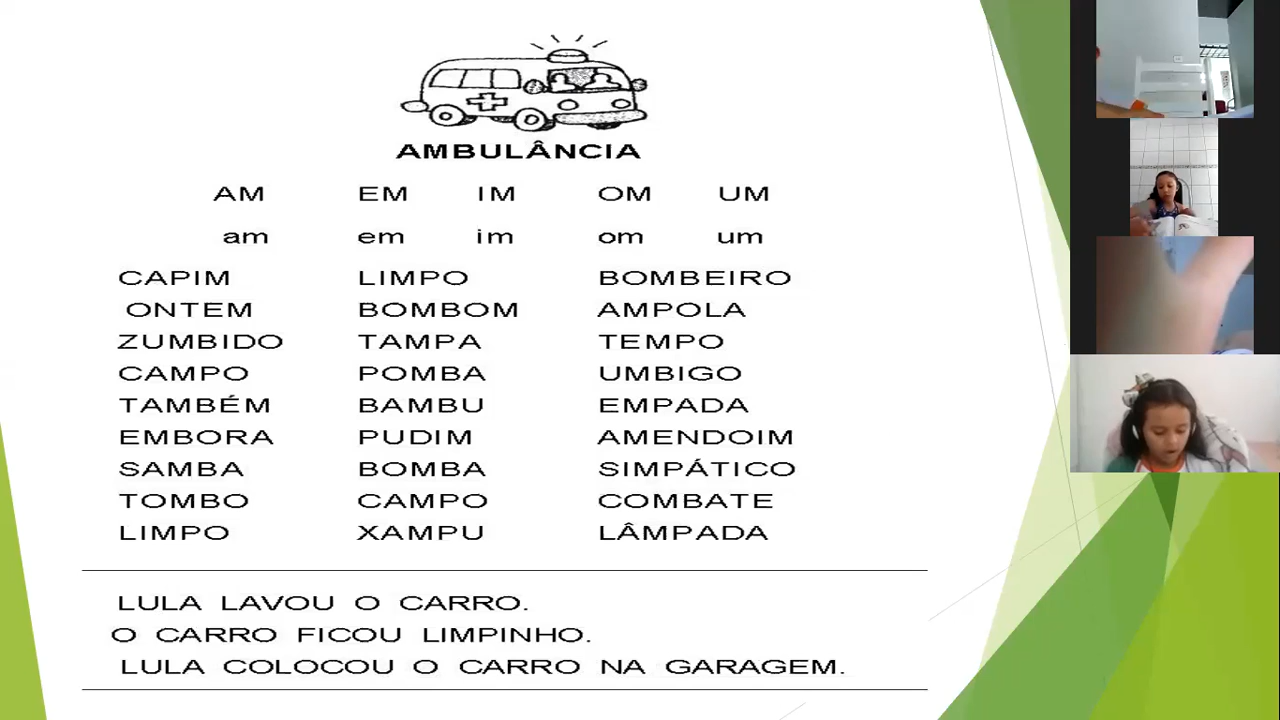 AMBULÂNCIA
AM EM IM OM UM
am em im om um
CAPIM LIMPO BOMBEIRO
ONTEM BOMBOM AMPOLA
ZUMBIDO TAMPA TEMPO
CAMPO POMBA UMBIGO
TAMBÉM BAMBU EMPADA
EMBORA PUDIM AMENDOIM
SAMBA BOMBA SIMPÁTICO
TOMBO CAMPO COMBATE
LIMPO XAMPU LÂMPADA
LULA LAVOU O CARRO.
O CARRO FICOU LIMPINHO.
LULA COLOCOU O CARRO NA GARAGEM.